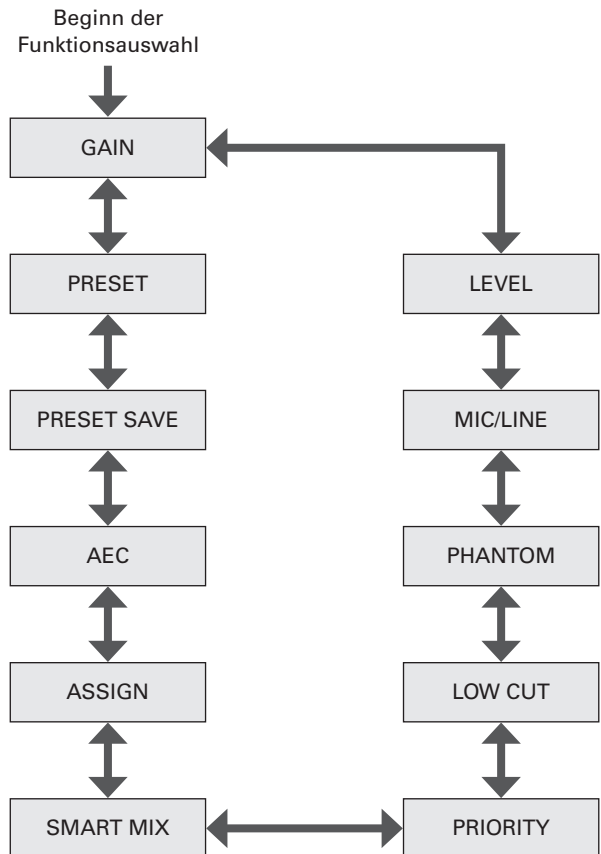 Beginn der
Funktionsauswahl
GAIN
PRESET
LEVEL
PRESET SAVE
MIC/LINE
AEC
PHANTOM
ASSIGN
LOW CUT
SMART MIX
PRIORITY